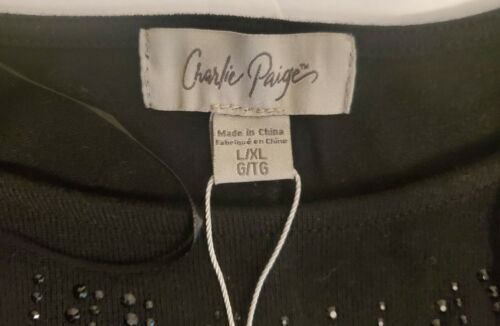 Charlie Paige™
Made in China
Fabriqué en Chine
L/XL
G/TG